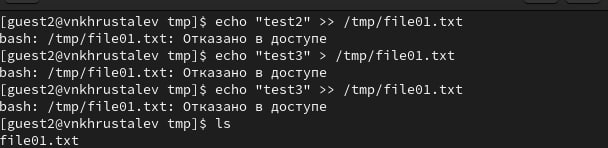 [guest2@vnkhrustalev tmp]$ echo "test2" >> /tmp/file01.txt
bash: /tmp/file01.txt: Отказано в доступе
[guest2@vnkhrustalev tmp]$ echo "test3" > /tmp/file01.txt
bash: /tmp/file01.txt: Отказано в доступе
[guest2@vnkhrustalev tmp]$ echo "test3" >> /tmp/file01.txt
bash: /tmp/file01.txt: Отказано в доступе
[guest2@vnkhrustalev tmp]$ ls
file01.txt